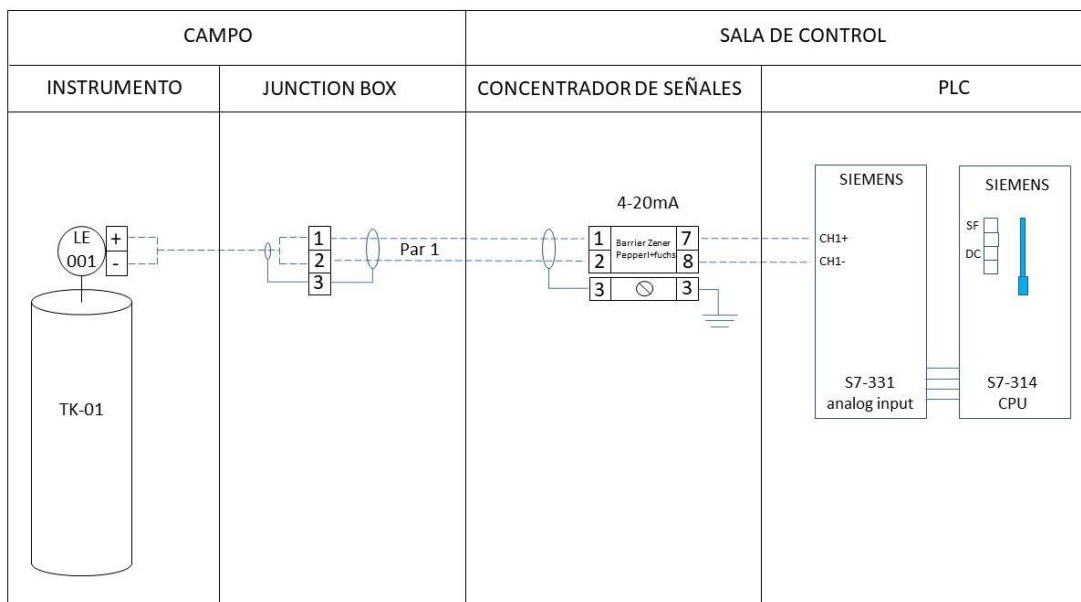 CAMPO
SALA DE CONTROL
INSTRUMENTO
JUNCTION BOX
CONCENTRADOR DE SEÑALES
PLC
LE
001
+
-
TK-01
1
2
3
Par 1
4-20mA
1
2
Barrier Zener
Pepperl+fuchs
7
8
3
3
SIEMENS
CH1+
CH1-
S7-331
analog input
SIEMENS
SF
DC
S7-314
CPU